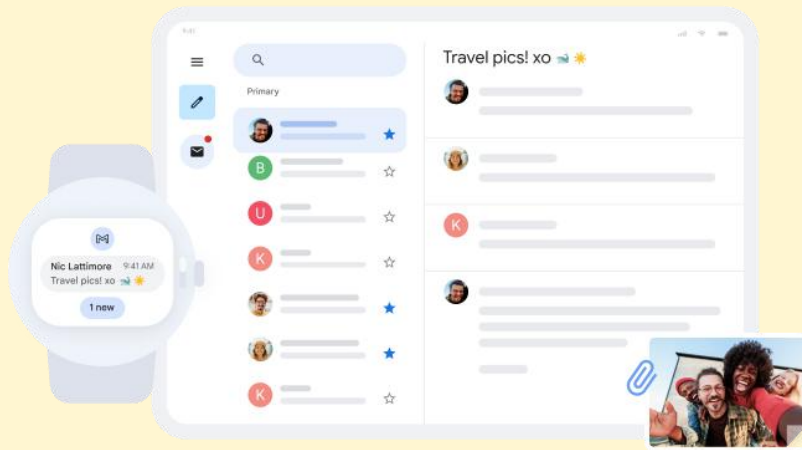 9:41
Primary
B
U
K
K
Travel pics! xo 🐋 ☀️
K
Nic Lattimore 9:41 AM
Travel pics! xo 🐋 ☀️
1 new